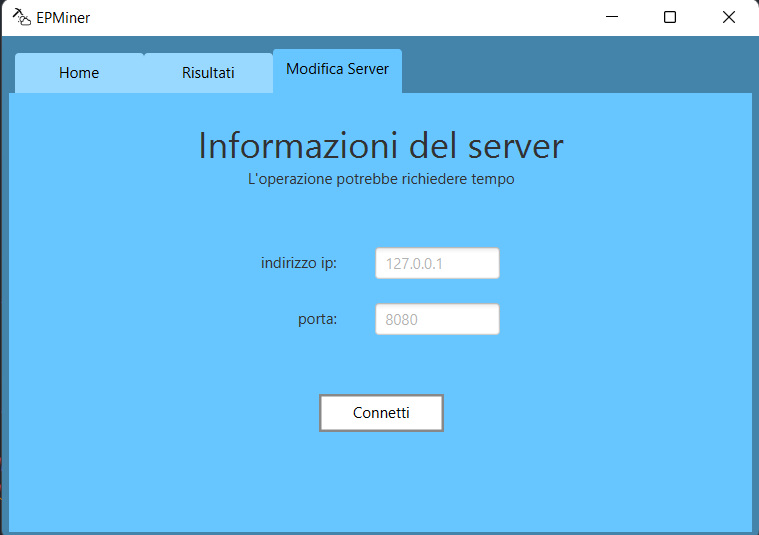 EPMiner
Home
Risultati
Modifica Server
Informazioni del server
L'operazione potrebbe richiedere tempo
indirizzo ip:
127.0.0.1
porta:
8080
Connetti